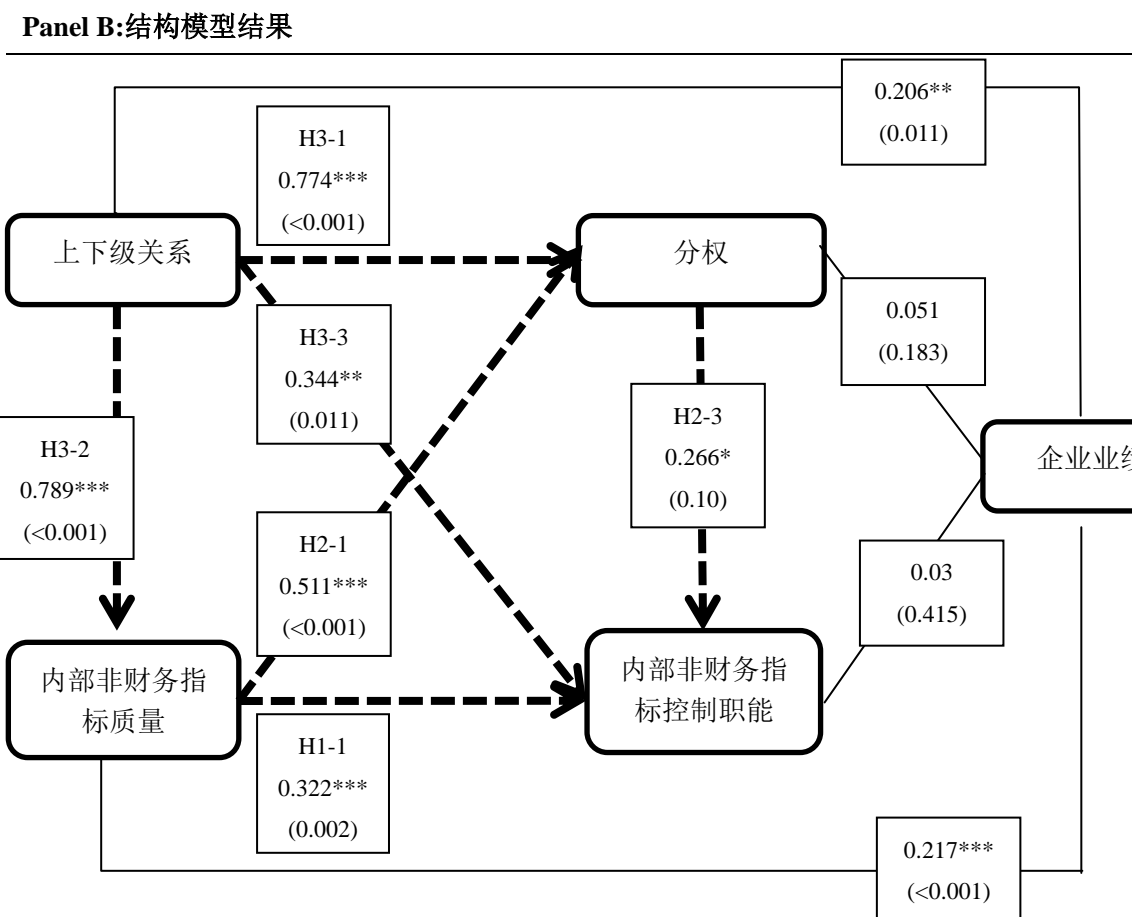 Panel B:结构模型结果
0.206**
(0.011)
H3-1
0.774***
(<0.001)
上下级关系
分权
H3-3
0.344**
(0.011)
0.051
(0.183)
H3-2
0.789***
(<0.001)
H2-3
0.266*
(0.10)
企业业
H2-1
0.511***
(<0.001)
0.03
(0.415)
内部非财务指
标质量
内部非财务指
标控制职能
H1-1
0.322***
(0.002)
0.217***
(<0.001)